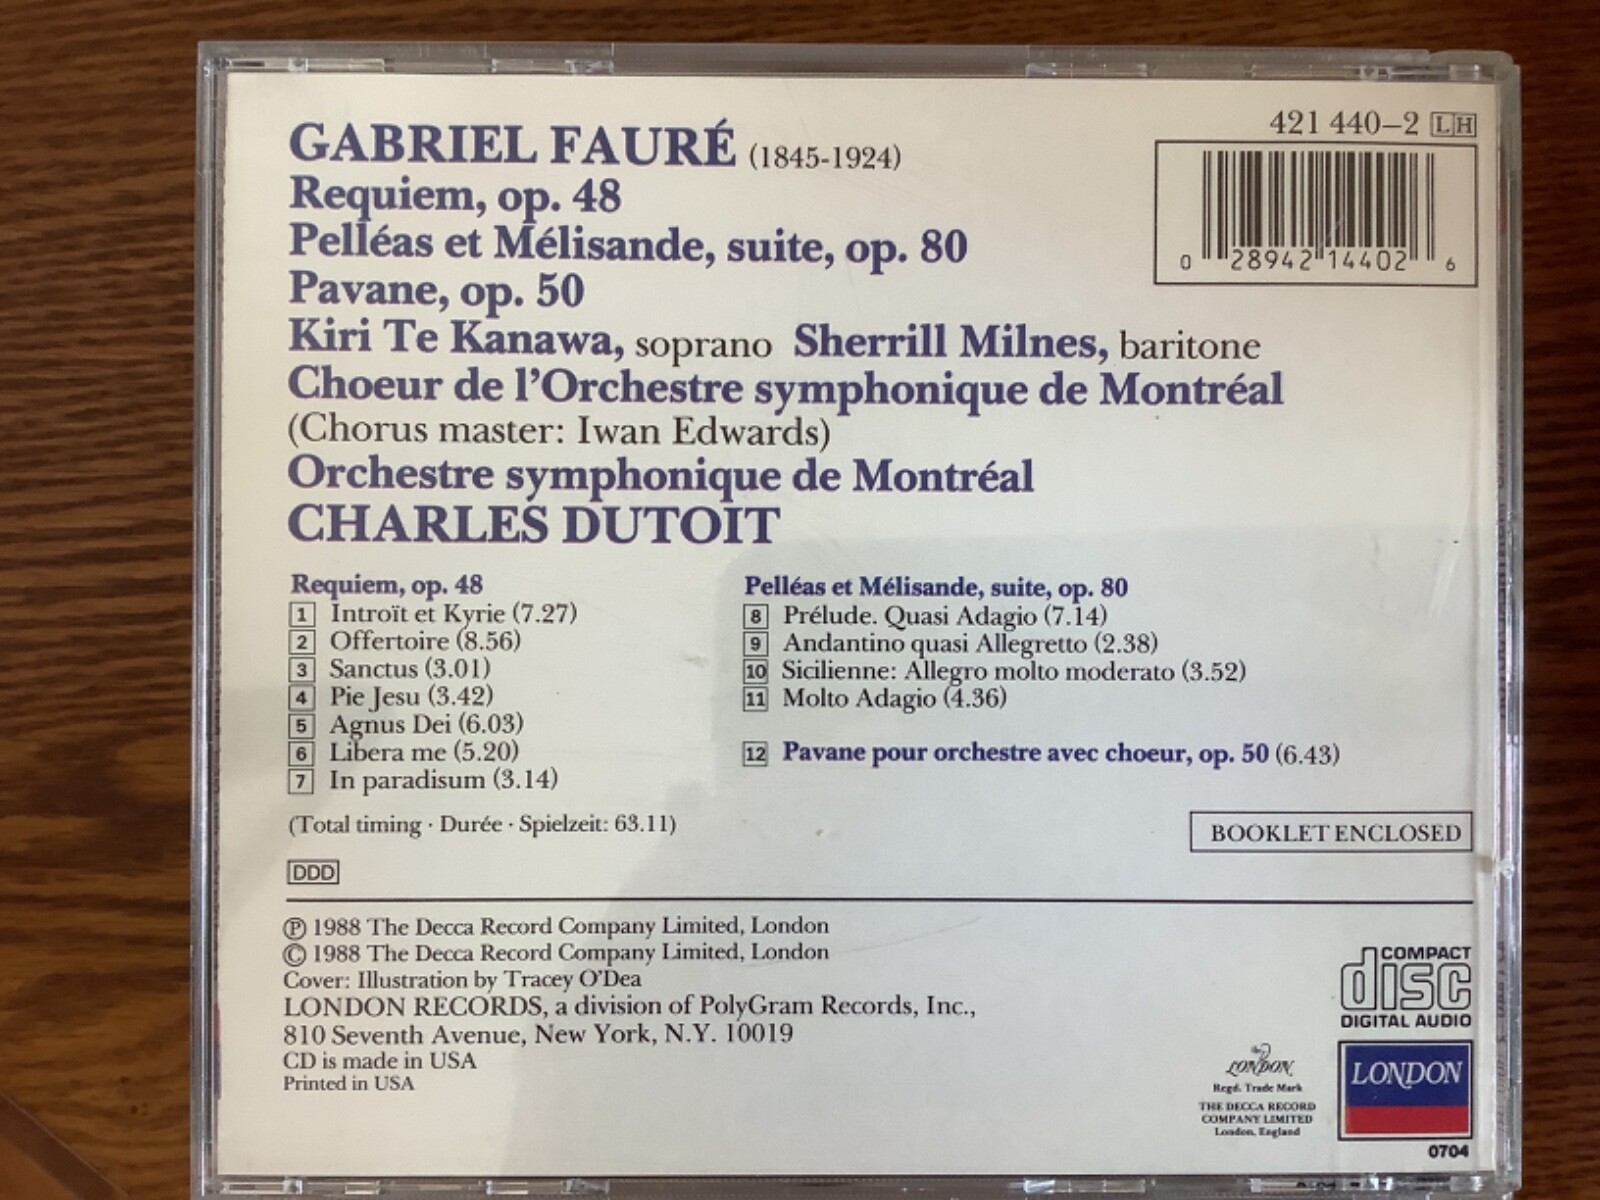 421 440-2 LH
0 28942 14402 6
GABRIEL FAURÉ (1845-1924)
Requiem, op. 48
Pelléas et Mélisande, suite, op. 80
Pavane, op. 50
Kiri Te Kanawa, soprano Sherrill Milnes, baritone
Choeur de l'Orchestre symphonique de Montréal
(Chorus master: Iwan Edwards)
Orchestre symphonique de Montréal
CHARLES DUTOIT
Requiem, op. 48
1 Introït et Kyrie (7.27)
2 Offertoire (8.56)
3 Sanctus (3.01)
4 Pie Jesu (3.42)
5 Agnus Dei (6.03)
6 Libera me (5.20)
7 In paradisum (3.14)
Pelléas et Mélisande, suite, op. 80
8 Prélude. Quasi Adagio (7.14)
9 Andantino quasi Allegretto (2.38)
10 Sicilienne: Allegro molto moderato (3.52)
11 Molto Adagio (4.36)
12 Pavane pour orchestre avec choeur, op. 50 (6.43)
(Total timing · Durée · Spielzeit: 63.11)
BOOKLET ENCLOSED
DDD
Ⓟ 1988 The Decca Record Company Limited, London
© 1988 The Decca Record Company Limited, London
Cover: Illustration by Tracey O'Dea
LONDON RECORDS, a division of PolyGram Records, Inc.,
810 Seventh Avenue, New York, N.Y. 10019
CD is made in USA
Printed in USA
COMPACT
disc
DIGITAL AUDIO
the
LONDON
Regd. Trade Mark
THE DECCA RECORD
COMPANY LIMITED
London, England
LONDON
0704